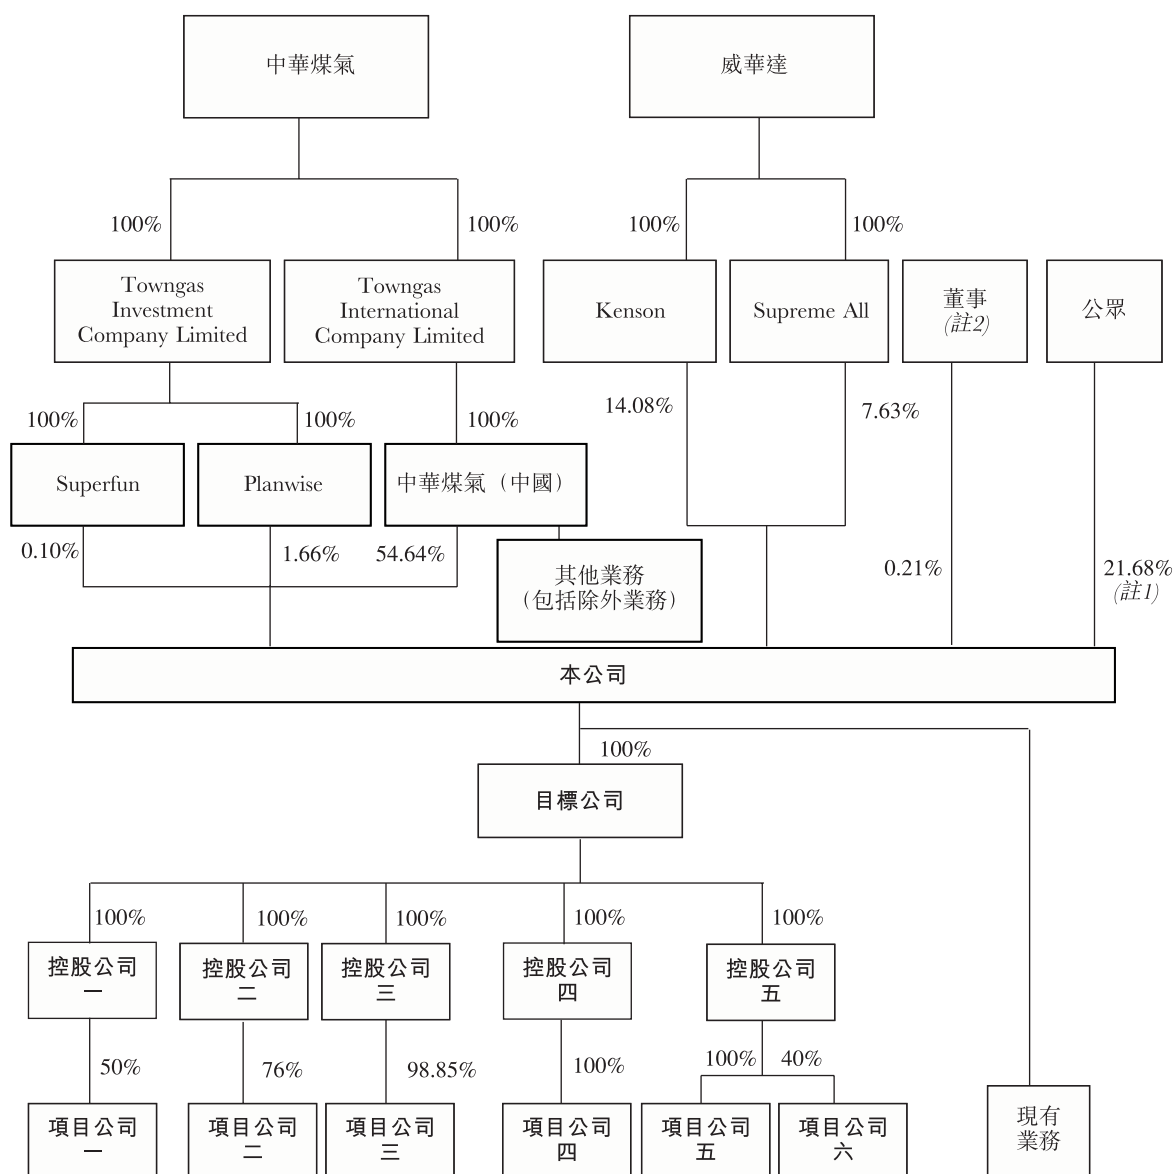 中華煤氣
威華達
100%
100%
100%
100%
Towngas
Investment
Company Limited
Towngas
International
Company Limited
Kenson
Supreme All
董事
(註2)
公眾
100%
100%
100%
14.08%
7.63%
Superfun
Planwise
中華煤氣（中國）
0.10%
1.66%
54.64%
其他業務
（包括除外業務）
0.21%
21.68%
(註1)
本公司
100%
目標公司
100%
100%
100%
100%
100%
控股公司
一
控股公司
二
控股公司
三
控股公司
四
控股公司
五
50%
76%
98.85%
100%
100%
40%
項目公司
一
項目公司
二
項目公司
三
項目公司
四
項目公司
五
項目公司
六
現有
業務